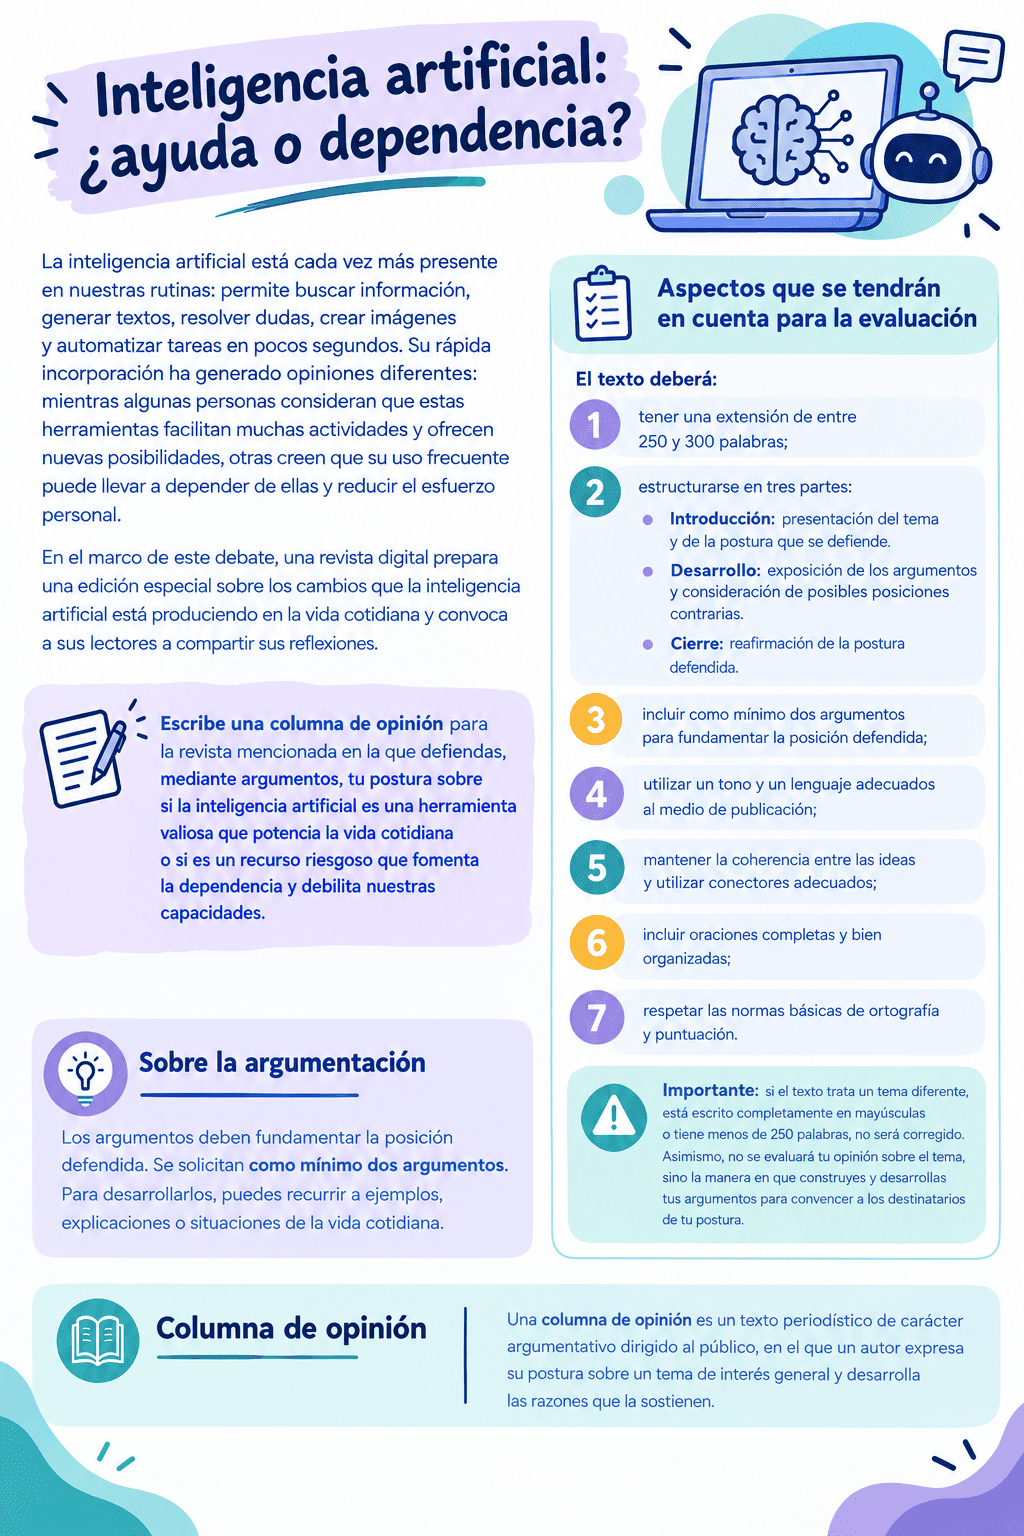 Inteligencia artificial:
¿ayuda o dependencia?
La inteligencia artificial está cada vez más presente
en nuestras rutinas: permite buscar información,
generar textos, resolver dudas, crear imágenes
y automatizar tareas en pocos segundos. Su rápida
incorporación ha generado opiniones diferentes:
mientras algunas personas consideran que estas
herramientas facilitan muchas actividades y ofrecen
nuevas posibilidades, otras creen que su uso frecuente
puede llevar a depender de ellas y reducir el esfuerzo
personal.
En el marco de este debate, una revista digital prepara
una edición especial sobre los cambios que la inteligencia
artificial está produciendo en la vida cotidiana y convoca
a sus lectores a compartir sus reflexiones.
Escribe una columna de opinión para
la revista mencionada en la que defiendas,
mediante argumentos, tu postura sobre
si la inteligencia artificial es una herramienta
valiosa que potencia la vida cotidiana
o si es un recurso riesgoso que fomenta
la dependencia y debilita nuestras
capacidades.
Sobre la argumentación
Los argumentos deben fundamentar la posición
defendida. Se solicitan como mínimo dos argumentos.
Para desarrollarlos, puedes recurrir a ejemplos,
explicaciones o situaciones de la vida cotidiana.
Aspectos que se tendrán
en cuenta para la evaluación
El texto deberá:
1 tener una extensión de entre
250 y 300 palabras;
2 estructurarse en tres partes:
● Introducción: presentación del tema
y de la postura que se defiende.
● Desarrollo: exposición de los argumentos
y consideración de posibles posiciones
contrarias.
● Cierre: reafirmación de la postura
defendida.
3 incluir como mínimo dos argumentos
para fundamentar la posición defendida;
4 utilizar un tono y un lenguaje adecuados
al medio de publicación;
5 mantener la coherencia entre las ideas
y utilizar conectores adecuados;
6 incluir oraciones completas y bien
organizadas;
7 respetar las normas básicas de ortografía
y puntuación.
Importante: si el texto trata un tema diferente,
está escrito completamente en mayúsculas
o tiene menos de 250 palabras, no será corregido.
Asimismo, no se evaluará tu opinión sobre el tema,
sino la manera en que construyes y desarrollas
tus argumentos para convencer a los destinatarios
de tu postura.
Columna de opinión
Una columna de opinión es un texto periodístico de carácter
argumentativo dirigido al público, en el que un autor expresa
su postura sobre un tema de interés general y desarrolla
las razones que la sostienen.